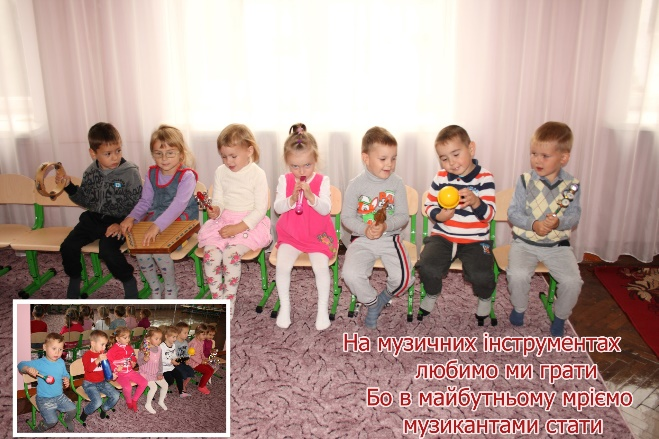 На музичних інструментах
любимо ми грати
Бо в майбутньому мріємо
музикантами стати